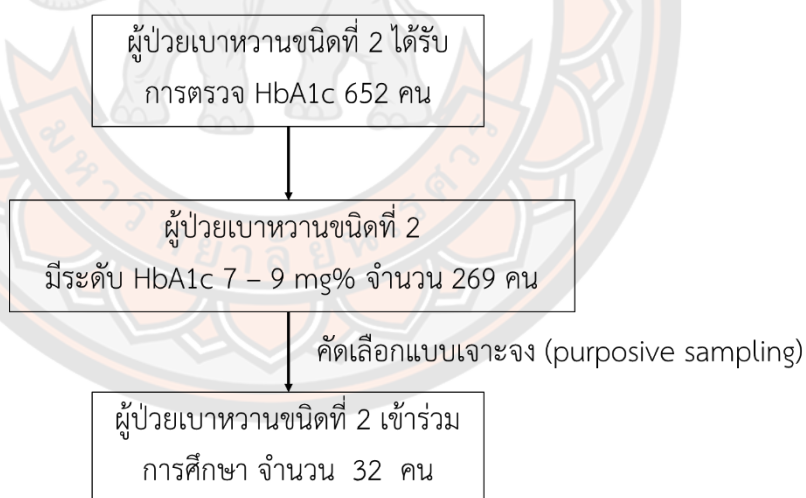 ผู้ป่วยเบาหวานชนิดที่ 2 ได้รับ
การตรวจ HbA1c 652 คน
ผู้ป่วยเบาหวานชนิดที่ 2
มีระดับ HbA1c 7 – 9 mg% จำนวน 269 คน
คัดเลือกแบบเจาะจง (purposive sampling)
ผู้ป่วยเบาหวานชนิดที่ 2 เข้าร่วม
การศึกษา จำนวน 32 คน